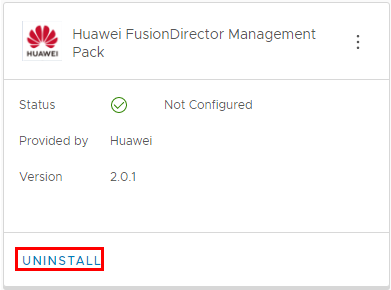 Huawei FusionDirector Management
Pack
HUAWEI
Status Not Configured
Provided by Huawei
Version 2.0.1
UNINSTALL